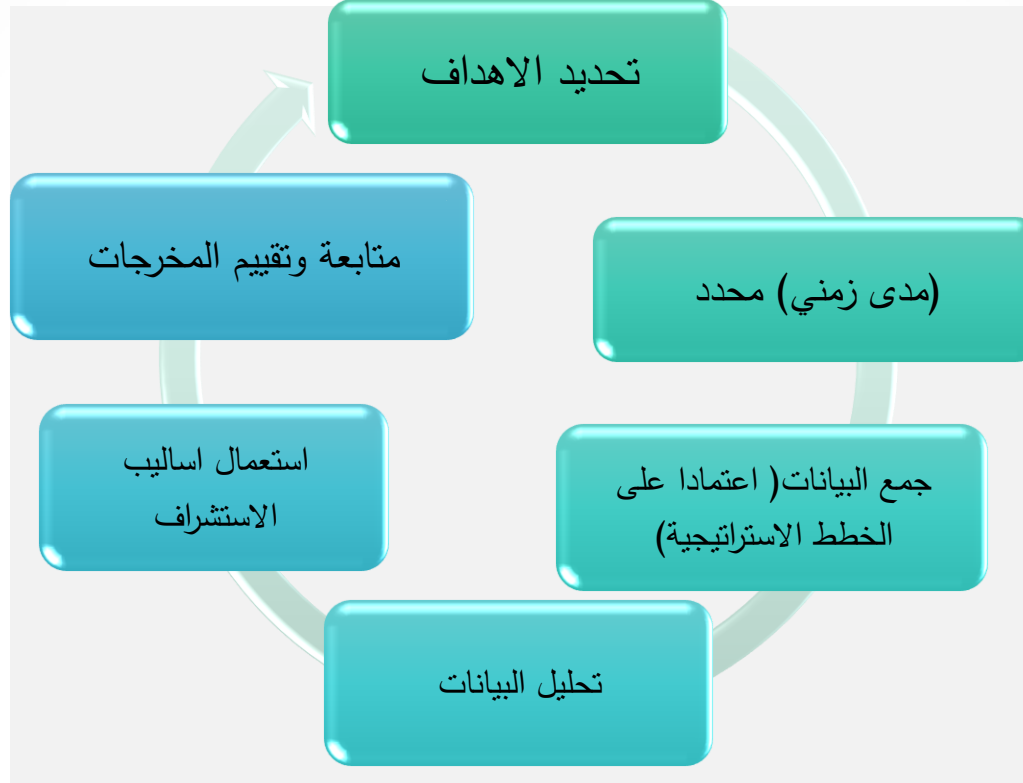 تحديد الاهداف
(مدى زمني) محدد
جمع البيانات( اعتمادا على
الخطط الاستراتيجية)
تحليل البيانات
استعمال اساليب
الاستشراف
متابعة وتقييم المخرجات